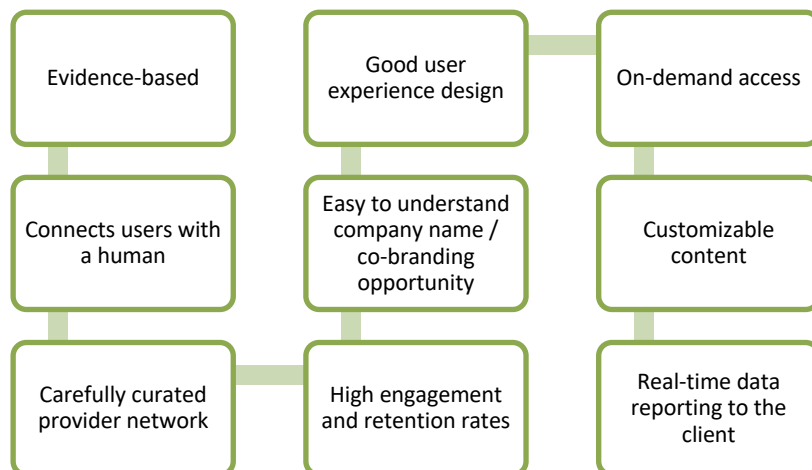 Evidence-based
Connects users with
a human
Carefully curated
provider network
High engagement
and retention rates
Easy to understand
company name /
co-branding
opportunity
Good user
experience design
On-demand access
Customizable
content
Real-time data
reporting to the
client